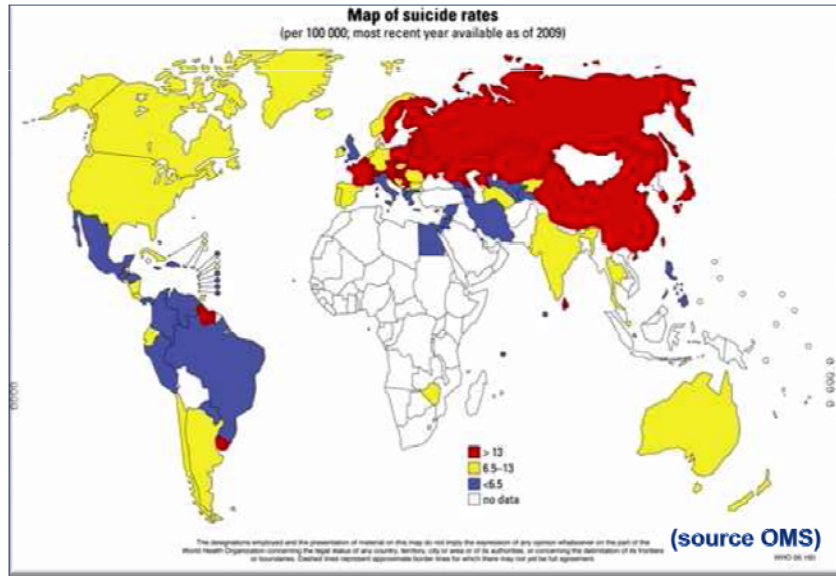 Map of suicide rates
(per 100 000; most recent year available as of 2009)
> 13
6.5–13
<6.5
no data
(source OMS)
The designations employed and the presentation of material on this map do not imply the expression of any opinion whatsoever on the part of the
World Health Organization concerning the legal status of any country, territory, city or area or of its authorities, or concerning the delimitation of its frontiers
or boundaries. Dashed lines represent approximate border lines for which there may not yet be full agreement.